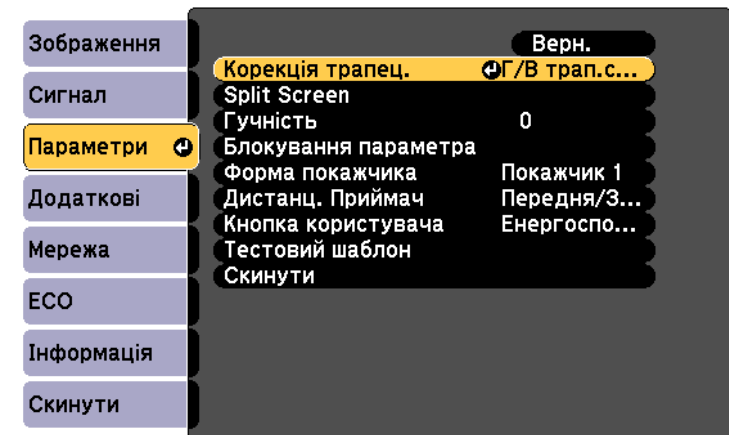 Зображення
Сигнал
Параметри
Додаткові
Мережа
ECO
Інформація
Скинути
Верн.
Корекція трапец. Г/В трап.с...
Split Screen
Гучність 0
Блокування параметра
Форма покажчика Покажчик 1
Дистанц. Приймач Передня/З...
Кнопка користувача Енергоспо...
Тестовий шаблон
Скинути